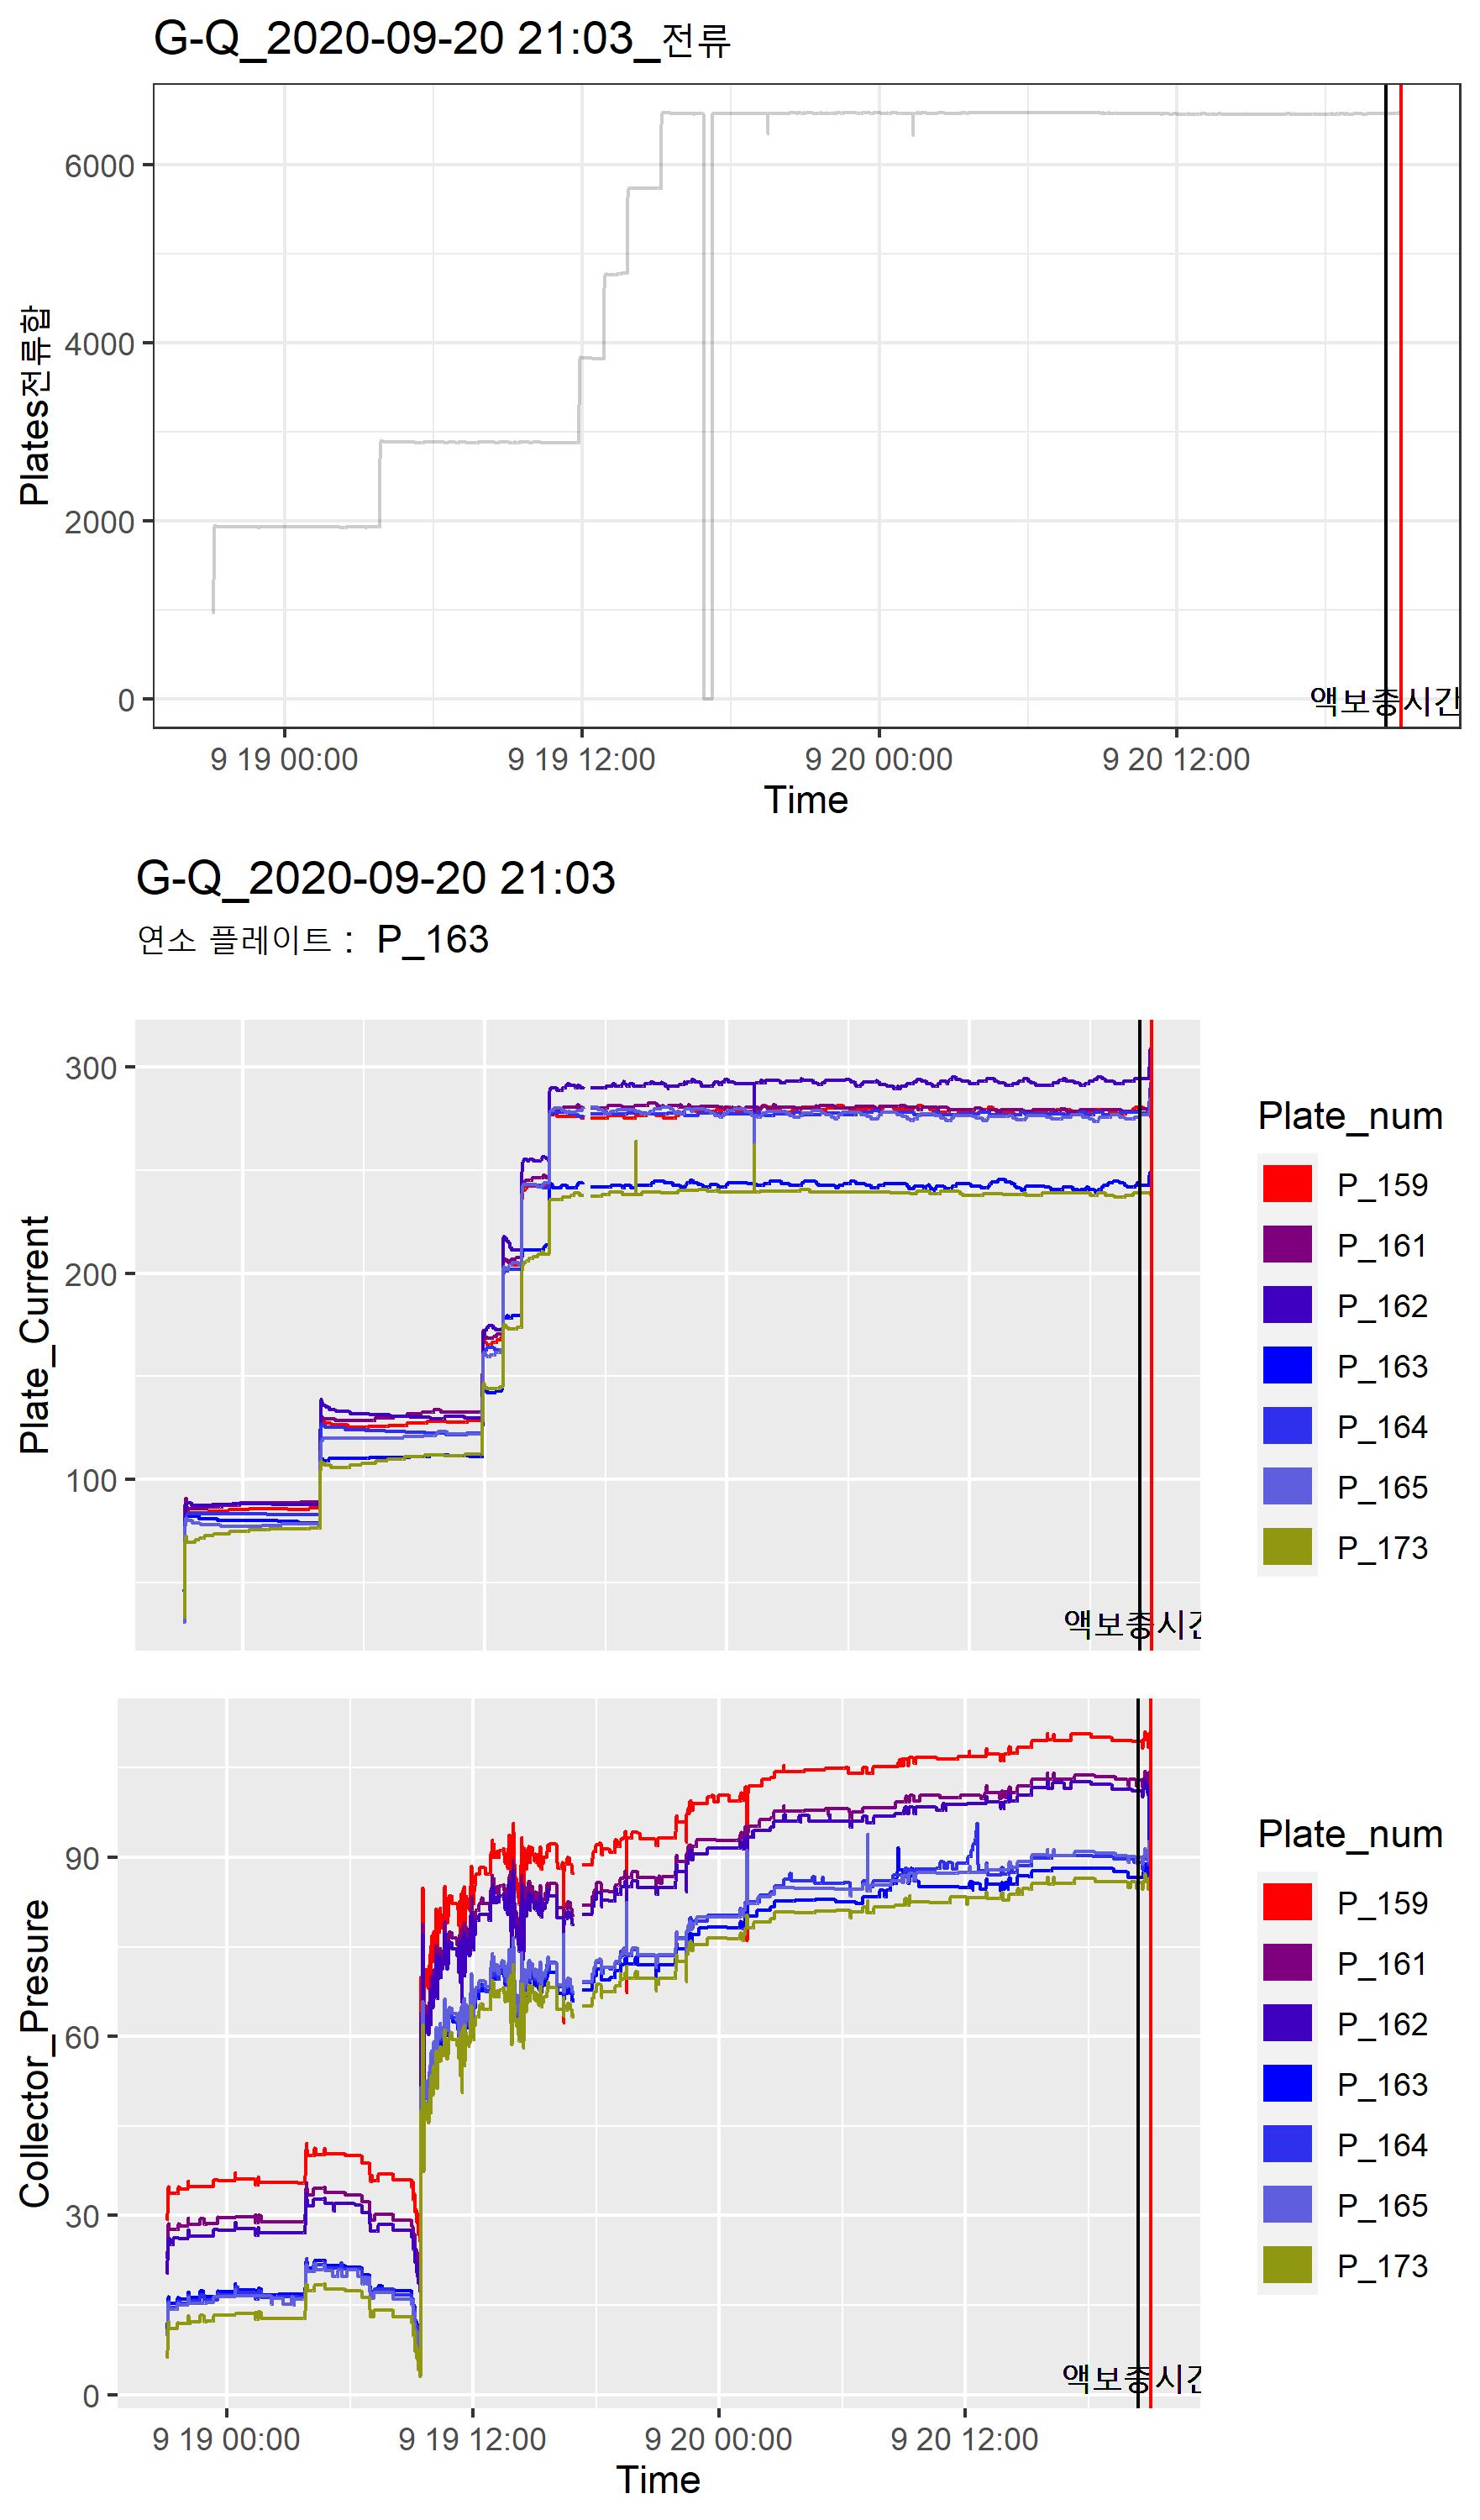 G-Q_2020-09-20 21:03_전류
Plates전류합
6000
4000
2000
0
액보충시간
9 19 00:00
9 19 12:00
9 20 00:00
9 20 12:00
Time
G-Q_2020-09-20 21:03
연소 플레이트 : P_163
Plate_Current
300
200
100
액보충시간
Plate_num
P_159
P_161
P_162
P_163
P_164
P_165
P_173
Collector_Presure
90
60
30
0
액보충시간
9 19 00:00
9 19 12:00
9 20 00:00
9 20 12:00
Time
Plate_num
P_159
P_161
P_162
P_163
P_164
P_165
P_173